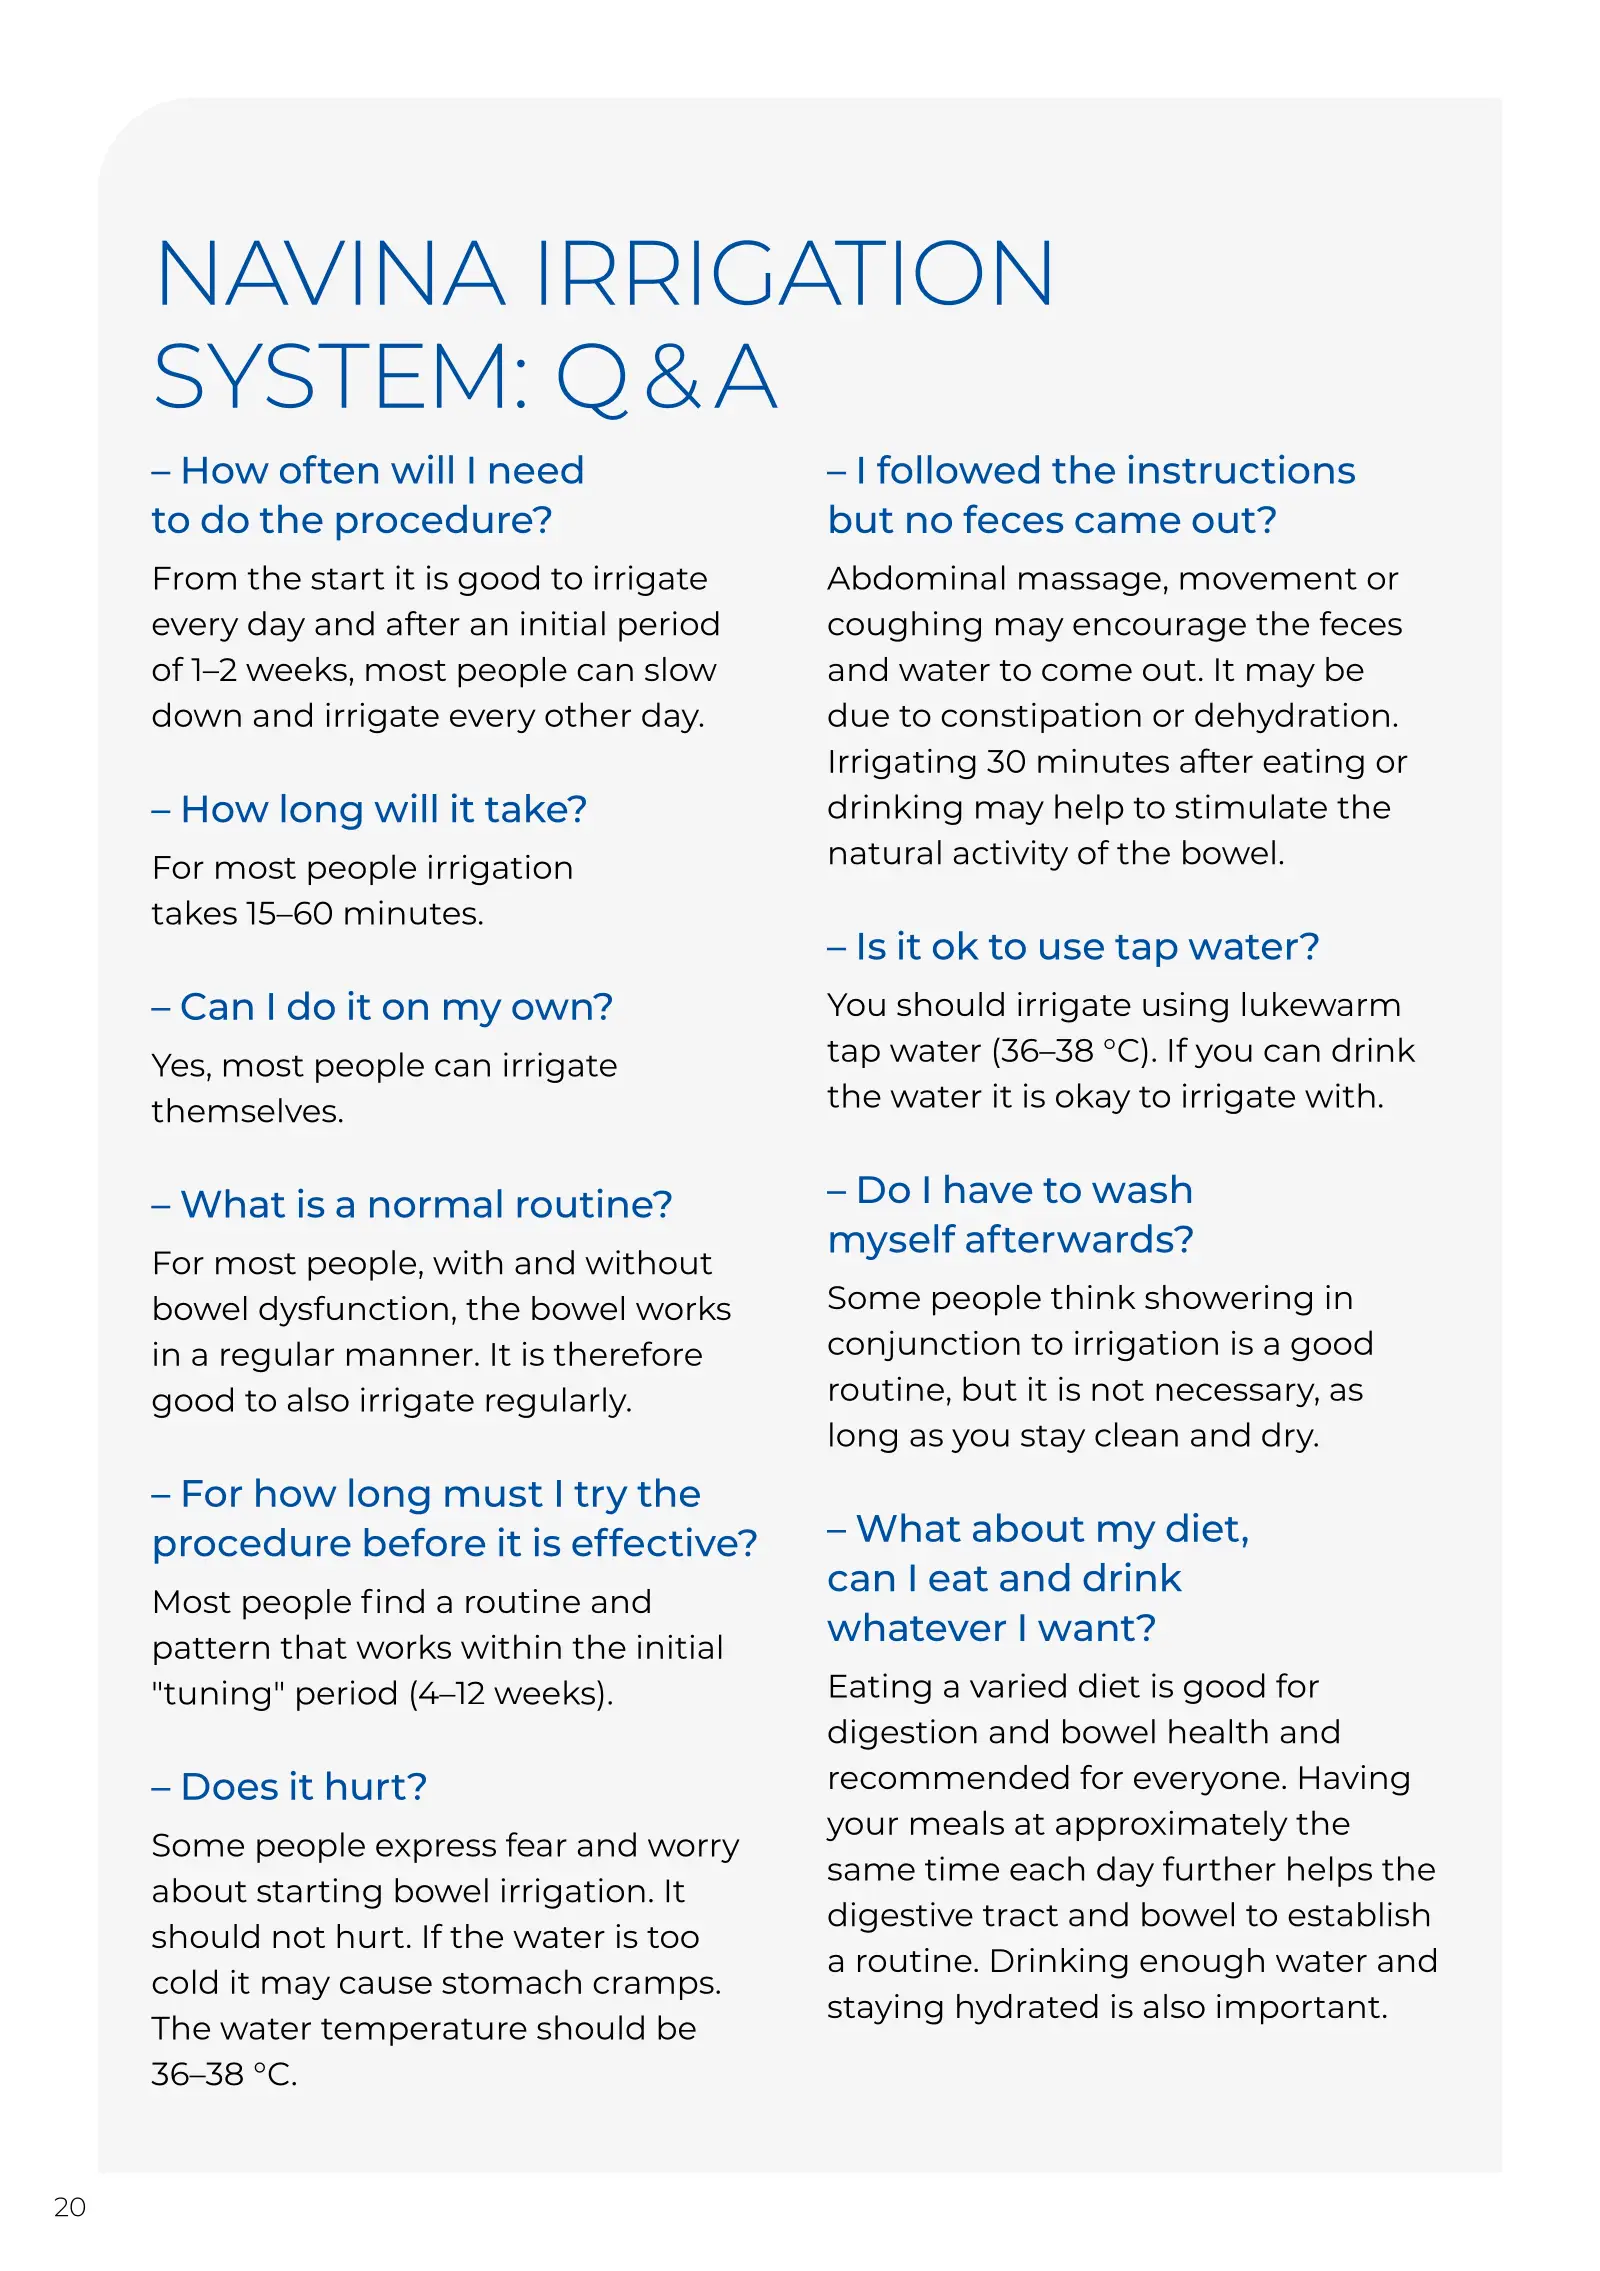 NAVINA IRRIGATION
SYSTEM: Q & A
– How often will I need
to do the procedure?
From the start it is good to irrigate
every day and after an initial period
of 1–2 weeks, most people can slow
down and irrigate every other day.
– How long will it take?
For most people irrigation
takes 15–60 minutes.
– Can I do it on my own?
Yes, most people can irrigate
themselves.
– What is a normal routine?
For most people, with and without
bowel dysfunction, the bowel works
in a regular manner. It is therefore
good to also irrigate regularly.
– For how long must I try the
procedure before it is effective?
Most people find a routine and
pattern that works within the initial
"tuning" period (4–12 weeks).
– Does it hurt?
Some people express fear and worry
about starting bowel irrigation. It
should not hurt. If the water is too
cold it may cause stomach cramps.
The water temperature should be
36–38 °C.
– I followed the instructions
but no feces came out?
Abdominal massage, movement or
coughing may encourage the feces
and water to come out. It may be
due to constipation or dehydration.
Irrigating 30 minutes after eating or
drinking may help to stimulate the
natural activity of the bowel.
– Is it ok to use tap water?
You should irrigate using lukewarm
tap water (36–38 °C). If you can drink
the water it is okay to irrigate with.
– Do I have to wash
myself afterwards?
Some people think showering in
conjunction to irrigation is a good
routine, but it is not necessary, as
long as you stay clean and dry.
– What about my diet,
can I eat and drink
whatever I want?
Eating a varied diet is good for
digestion and bowel health and
recommended for everyone. Having
your meals at approximately the
same time each day further helps the
digestive tract and bowel to establish
a routine. Drinking enough water and
staying hydrated is also important.
20